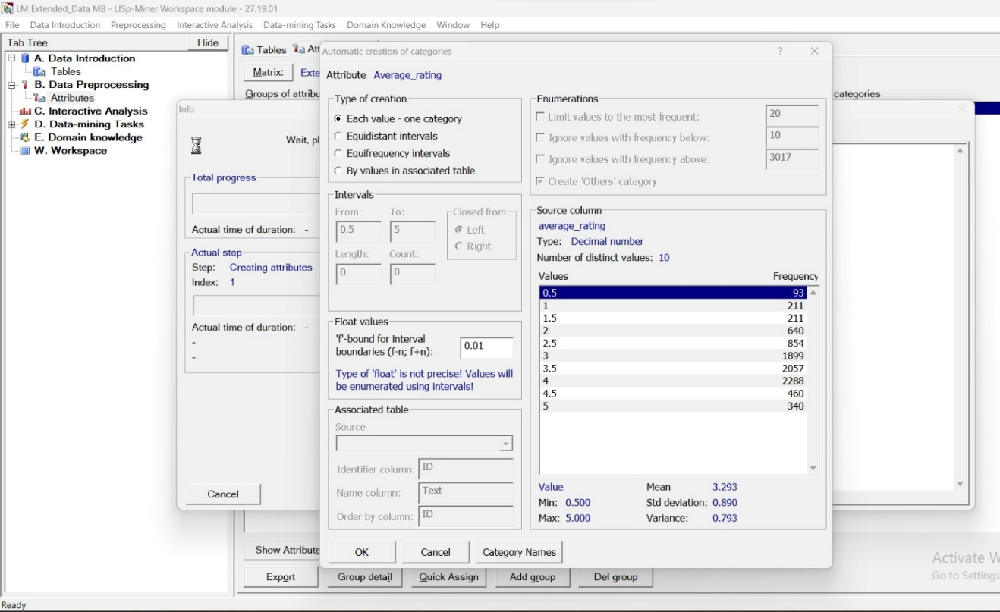 LM Extended_Data MB - LISp-Miner Workspace module - 27.19.01
File Data Introduction Preprocessing Interactive Analysis Data-mining Tasks Domain Knowledge Window Help
Tab Tree Hide
A. Data Introduction
Tables
B. Data Preprocessing
Attributes
C. Interactive Analysis
D. Data-mining Tasks
E. Domain knowledge
W. Workspace
Tables Att
Matrix: Exte
Groups of attribu
categories
Info
Wait, pl
Total progress
Actual time of duration: -
Actual step
Step: Creating attributes
Index: 1
Actual time of duration: -
-
-
Cancel
Automatic creation of categories ?
Attribute Average_rating
Type of creation
Each value - one category
Equidistant intervals
Equifrequency intervals
By values in associated table
Intervals
From: To: Closed from
0.5 5 Left
Right
Length: Count:
0 0
Float values
'f'-bound for interval
boundaries (f-n; f+n): 0.01
Type of 'float' is not precise! Values will
be enumerated using intervals!
Associated table
Source
Identifier column: ID
Name column: Text
Order by column: ID
Enumerations
Limit values to the most frequent: 20
Ignore values with frequency below: 10
Ignore values with frequency above: 3017
Create 'Others' category
Source column
average_rating
Type: Decimal number
Number of distinct values: 10
Values Frequency
0.5 93
1 211
1.5 211
2 640
2.5 854
3 1899
3.5 2057
4 2288
4.5 460
5 340
Value Mean 3.293
Min: 0.500 Std deviation: 0.890
Max: 5.000 Variance: 0.793
OK Cancel Category Names
Show Attribute
Export Group detail Quick Assign Add group Del group
Activate W
Go to Settings
Ready